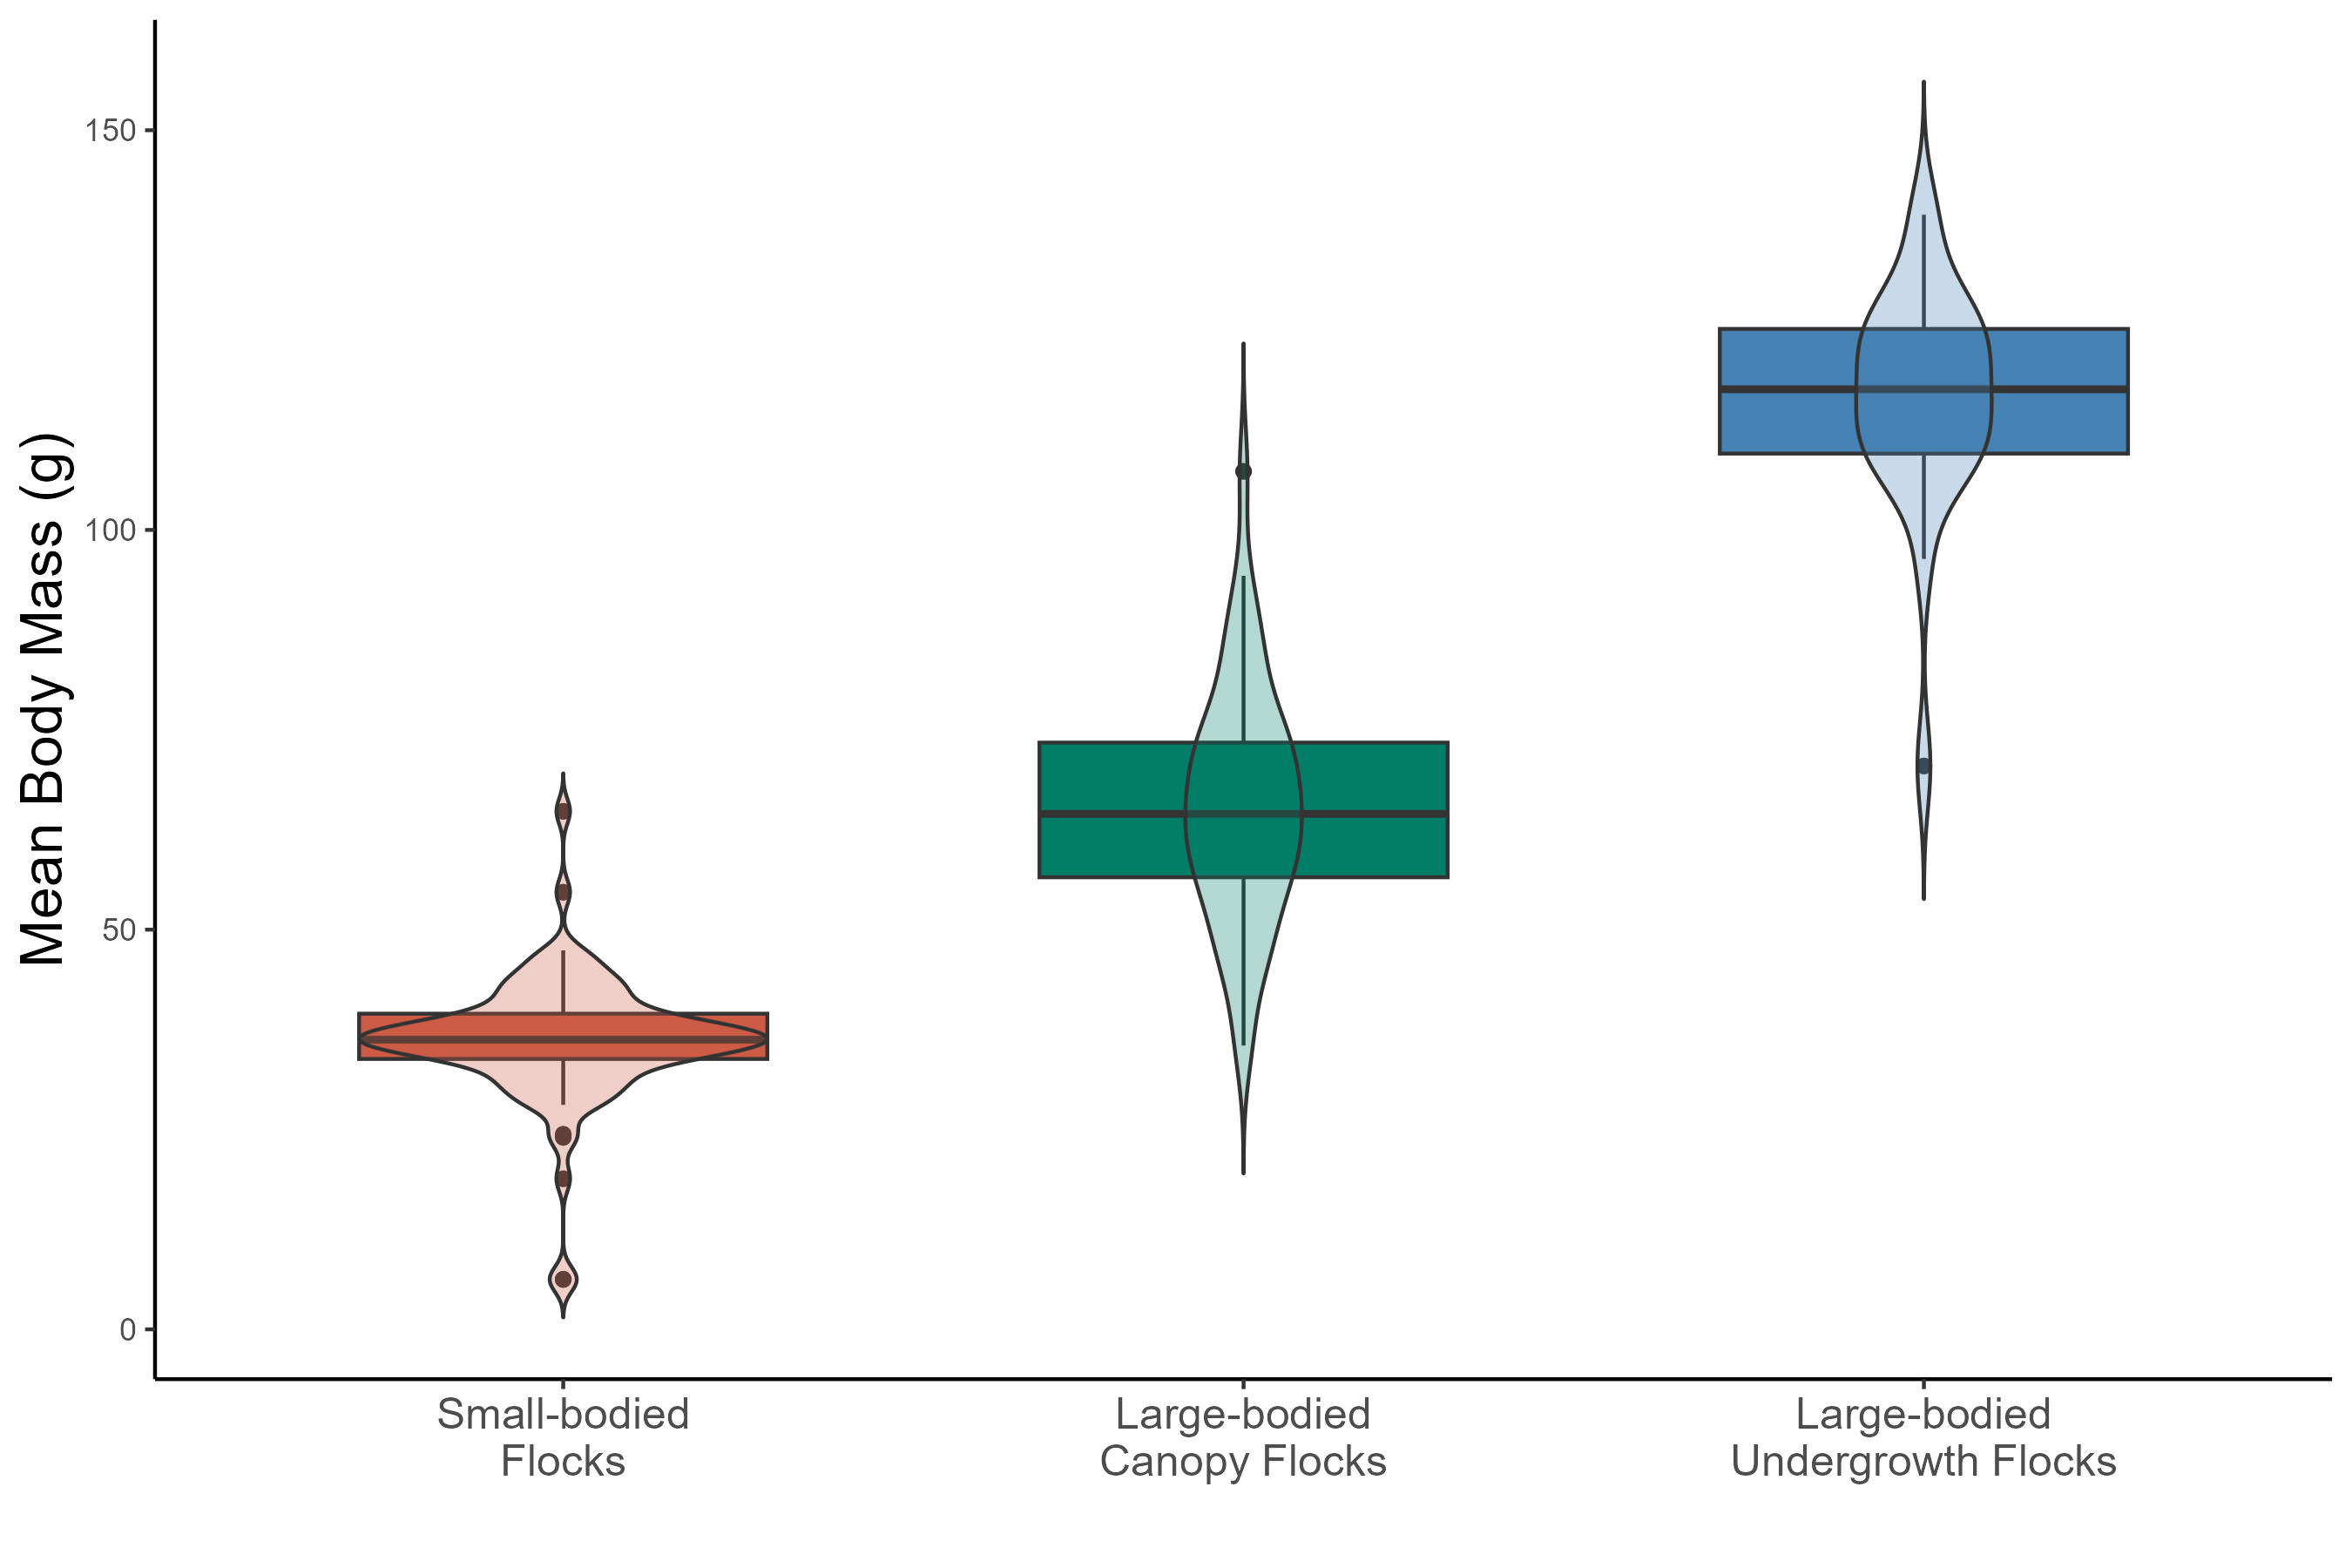 Mean Body Mass (g)
150
100
50
0
Small-bodied
Flocks
Large-bodied
Canopy Flocks
Large-bodied
Undergrowth Flocks